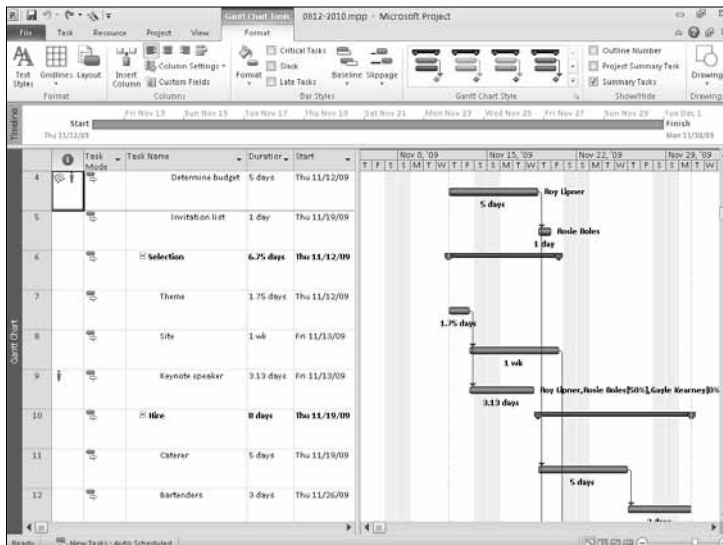 Gantt Chart Tools 0812-2010.mpp - Microsoft Project
File Task Resource Project View Format
Text Styles
Gridlines
Layout
Format
Insert Column
Column Settings
Custom Fields
Columns
Format
Critical Tasks
Slack
Late Tasks
Baseline
Slippage
Bar Styles
Gantt Chart Style
Outline Number
Project Summary Task
Summary Tasks
Show/Hide
Drawing
Drawings
Timeline
Fri Nov 13 Sun Nov 15 Tue Nov 17 Thu Nov 19 Sat Nov 21 Mon Nov 23 Wed Nov 25 Fri Nov 27 Sun Nov 29 Tue Dec 1
Start
Thu 11/12/09
Finish
Mon 11/30/09
Task Mode Task Name Duration Start
Nov 8, '09 Nov 15, '09 Nov 22, '09 Nov 29, '09
T F S S M T W T F S S M T W T F S S M T W T F S S M T W
4 Determine budget 5 days Thu 11/12/09
Roy Lipner
5 days
5 Invitation list 1 day Thu 11/19/09
Rosie Boles
1 day
6 Selection 6.75 days Thu 11/12/09
7 Theme 1.75 days Thu 11/12/09
1.75 days
8 Site 1 wk Fri 11/13/09
1 wk
9 Keynote speaker 3.13 days Fri 11/13/09
Roy Lipner,Rosie Boles[50%],Gayle Kearney[0%
3.13 days
10 Hire 8 days Thu 11/19/09
11 Caterer 5 days Thu 11/19/09
5 days
12 Bartenders 3 days Thu 11/26/09
Gantt Chart
Ready New Tasks : Auto Scheduled